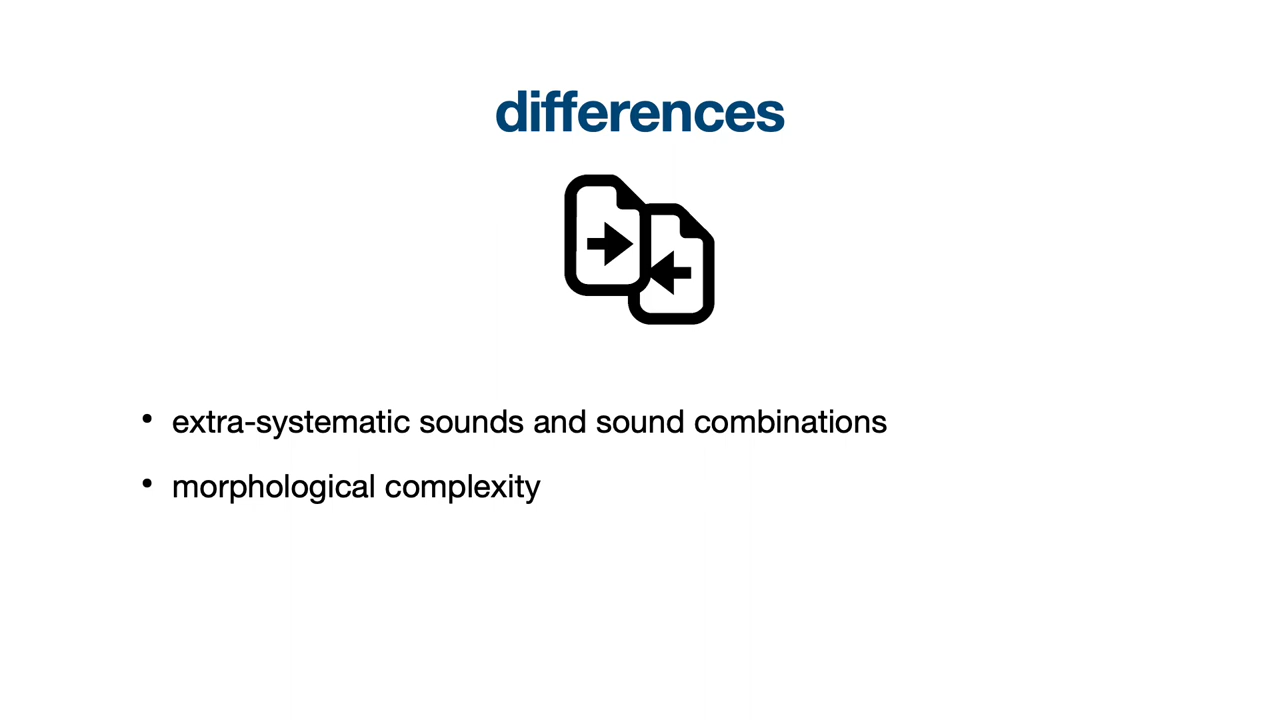 differences
• extra-systematic sounds and sound combinations
• morphological complexity